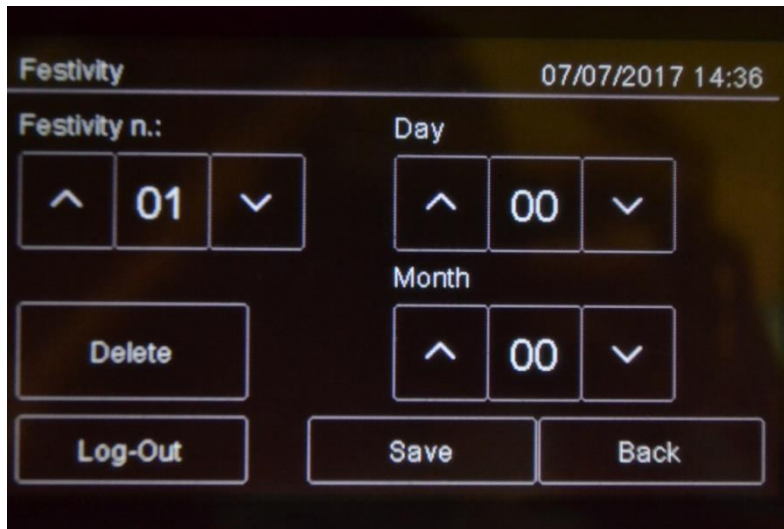 Festivity 07/07/2017 14:36
Festivity n.:
01
Day
00
Month
00
Delete
Log-Out
Save
Back